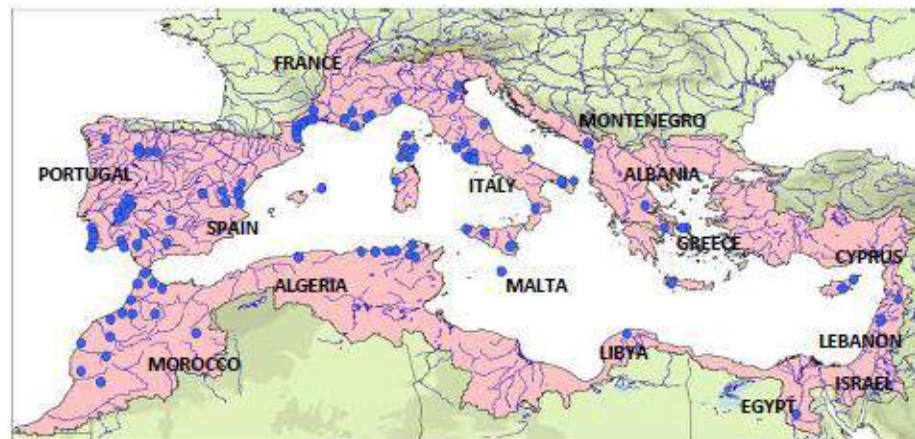 FRANCE
MONTENEGRO
PORTUGAL
ITALY
ALBANIA
SPAIN
GREECE
CYPRUS
ALGERIA
MALTA
LEBANON
MOROCCO
LIBYA
ISRAEL
EGYPT